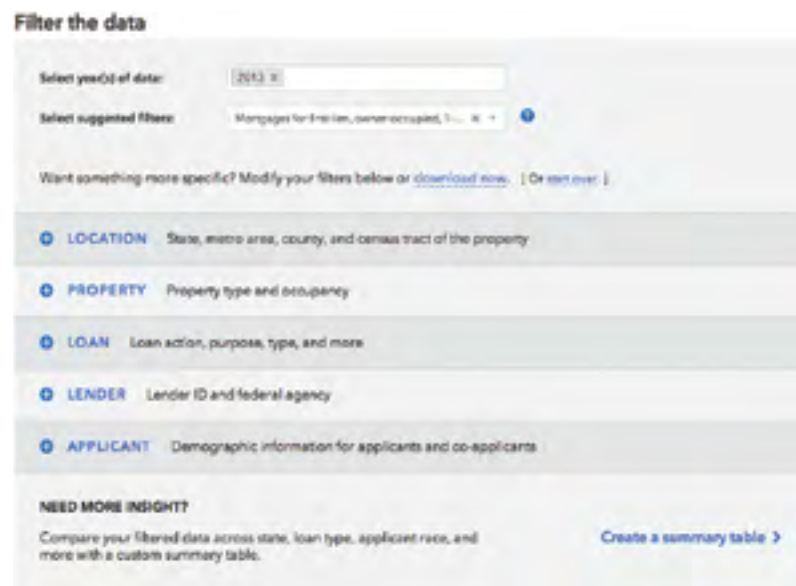 Filter the data
Select year(s) of data: 2013 x
Select suggested filters: Mortgages for first lien, owner-occupied, 1-... x
Want something more specific? Modify your filters below or download now. [ Or start over. ]
LOCATION State, metro area, county, and census tract of the property
PROPERTY Property type and occupancy
LOAN Loan action, purpose, type, and more
LENDER Lender ID and federal agency
APPLICANT Demographic information for applicants and co-applicants
NEED MORE INSIGHT?
Compare your filtered data across state, loan type, applicant race, and
more with a custom summary table.
Create a summary table >